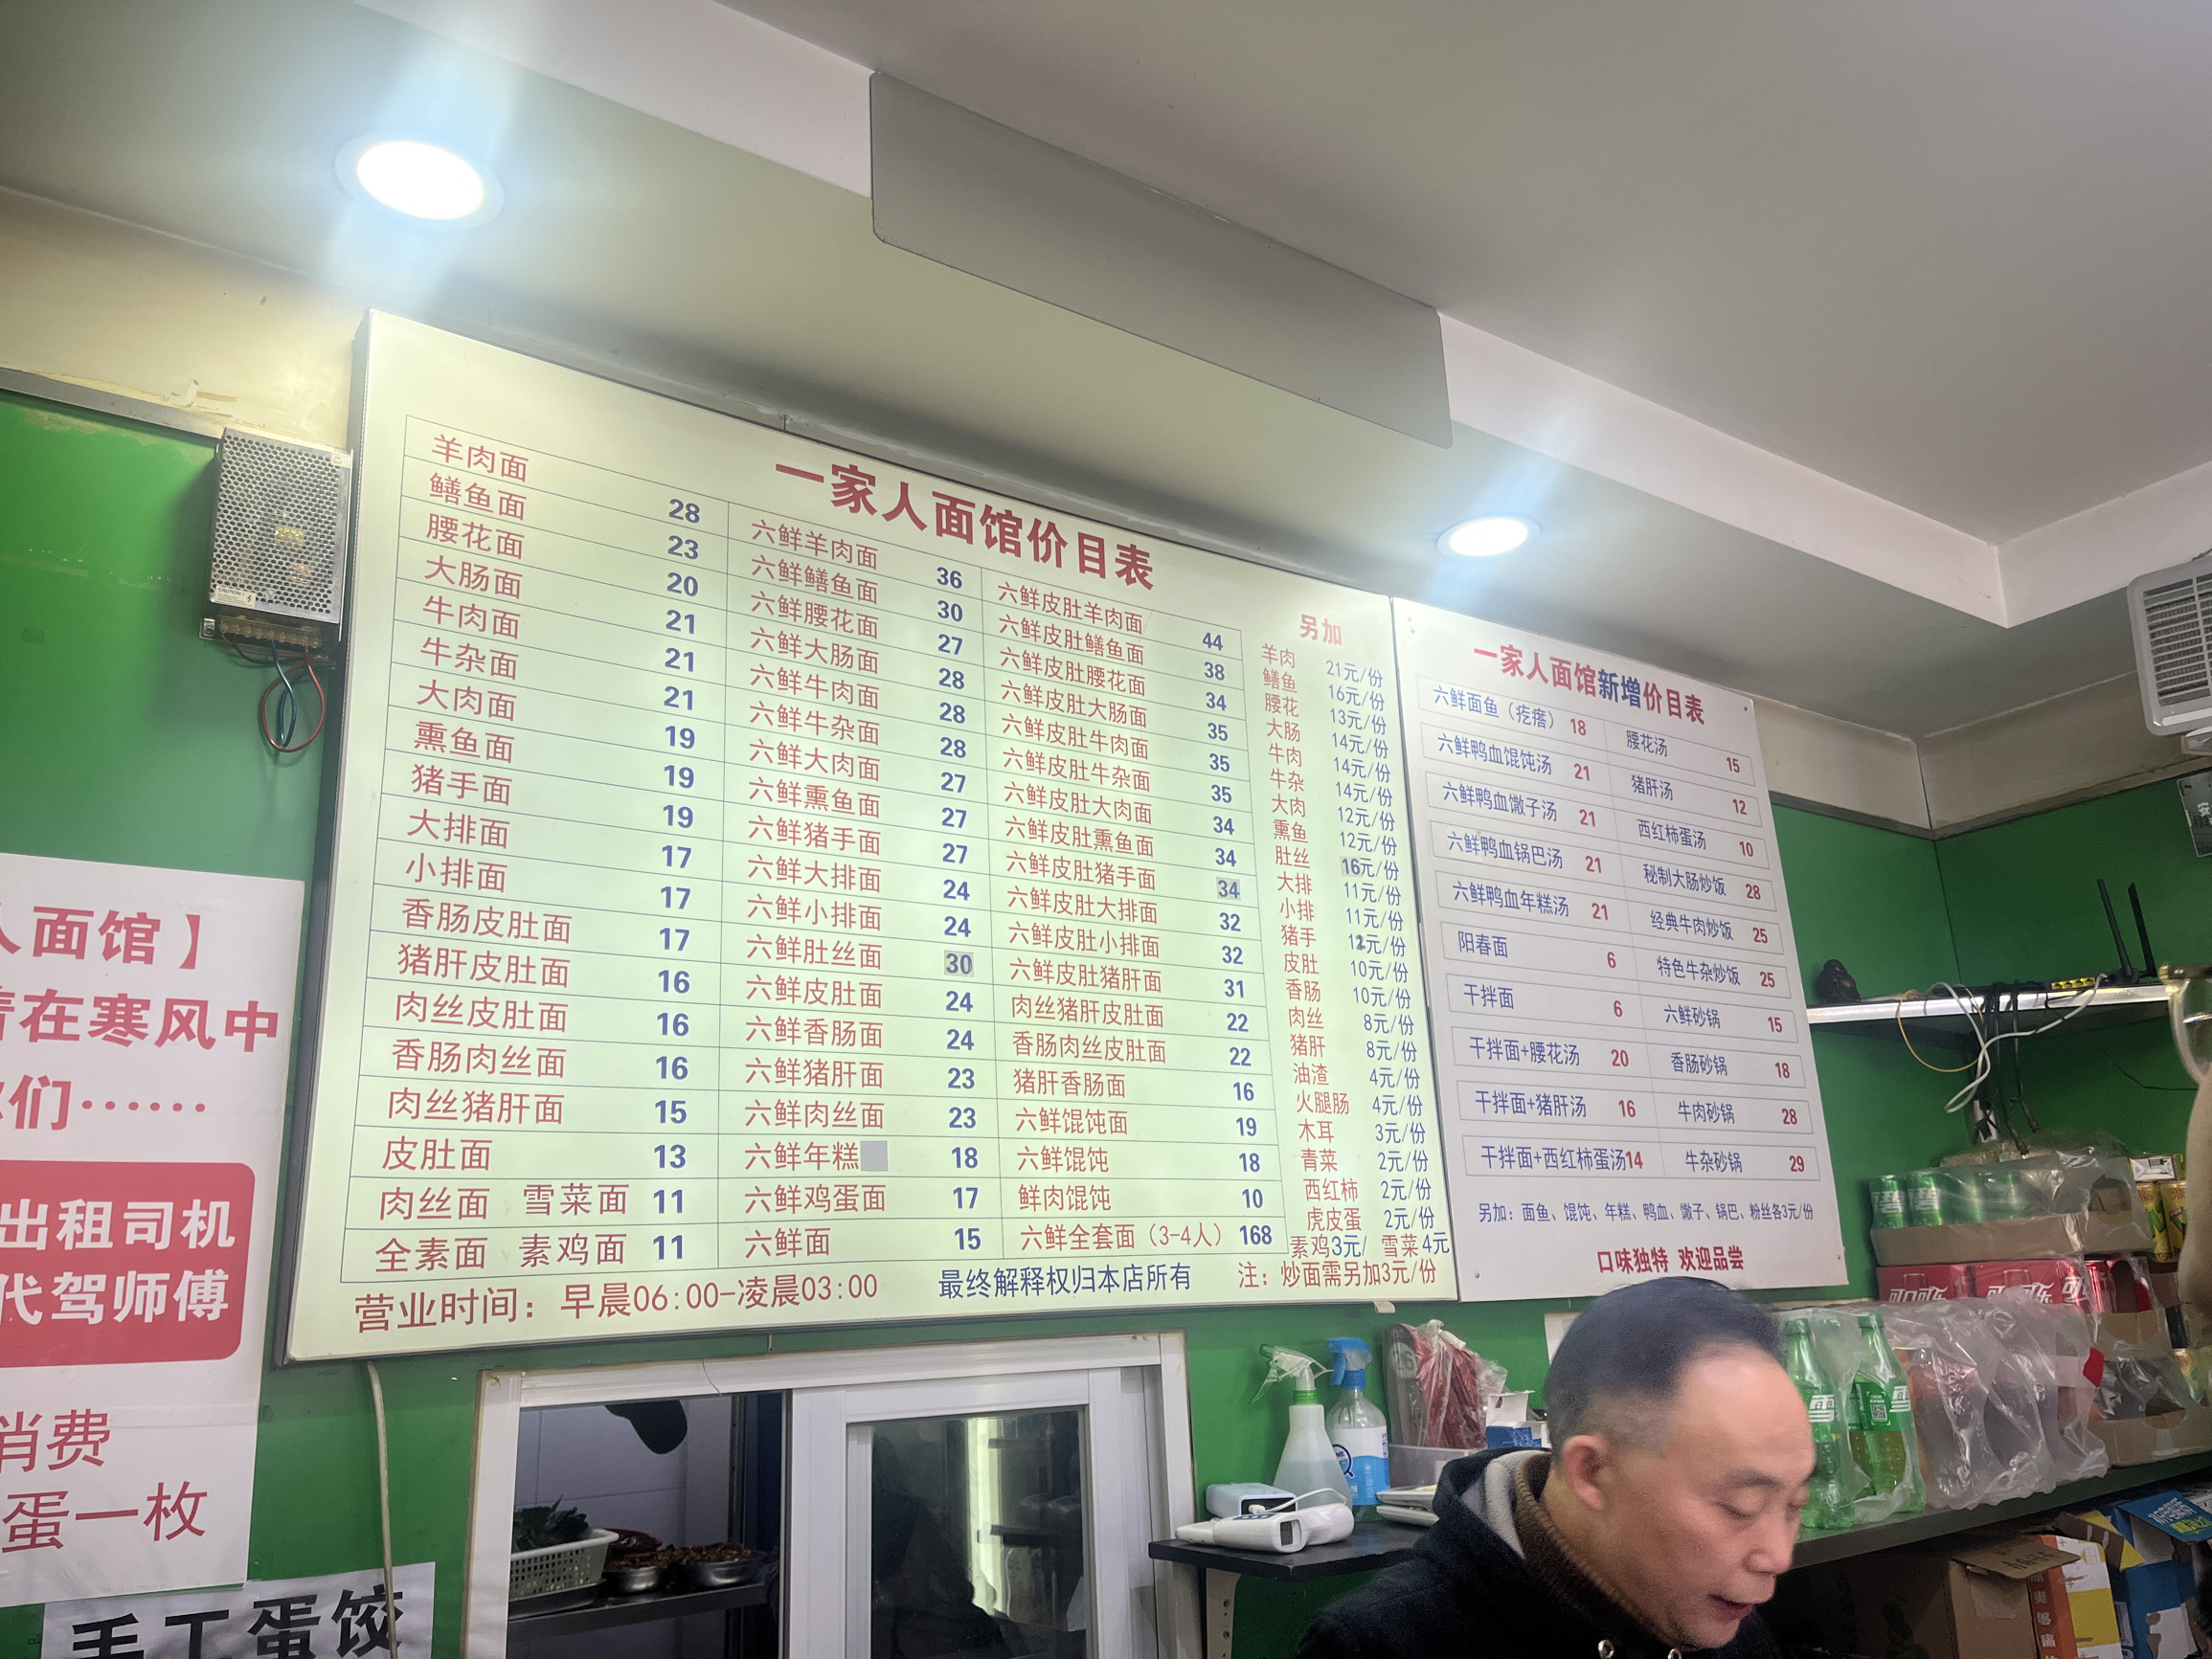 一家人面馆价目表
羊肉面 28
鳝鱼面 23
腰花面 20
大肠面 21
牛肉面 21
牛杂面 21
大肉面 19
熏鱼面 19
猪手面 19
大排面 17
小排面 17
香肠皮肚面 17
猪肝皮肚面 16
肉丝皮肚面 16
香肠肉丝面 16
肉丝猪肝面 15
皮肚面 13
肉丝面 雪菜面 11
全素面 素鸡面 11
六鲜羊肉面 36
六鲜鳝鱼面 30
六鲜腰花面 27
六鲜大肠面 28
六鲜牛肉面 28
六鲜牛杂面 28
六鲜大肉面 27
六鲜熏鱼面 27
六鲜猪手面 27
六鲜大排面 24
六鲜小排面 24
六鲜肚丝面 30
六鲜皮肚面 24
六鲜香肠面 24
六鲜猪肝面 23
六鲜肉丝面 23
六鲜年糕 18
六鲜鸡蛋面 17
六鲜面 15
六鲜皮肚羊肉面 44
六鲜皮肚鳝鱼面 38
六鲜皮肚腰花面 34
六鲜皮肚大肠面 35
六鲜皮肚牛肉面 35
六鲜皮肚牛杂面 35
六鲜皮肚大肉面 34
六鲜皮肚熏鱼面 34
六鲜皮肚猪手面 34
六鲜皮肚大排面 32
六鲜皮肚小排面 32
六鲜皮肚猪肝面 31
肉丝猪肝皮肚面 22
香肠肉丝皮肚面 22
猪肝香肠面 16
六鲜馄饨面 19
六鲜馄饨 18
鲜肉馄饨 10
六鲜全套面（3-4人） 168
另加
羊肉 21元/份
鳝鱼 16元/份
腰花 13元/份
大肠 14元/份
牛肉 14元/份
牛杂 14元/份
大肉 12元/份
熏鱼 12元/份
肚丝 16元/份
大排 11元/份
小排 11元/份
猪手 12元/份
皮肚 10元/份
香肠 10元/份
肉丝 8元/份
猪肝 8元/份
油渣 4元/份
火腿肠 4元/份
木耳 3元/份
青菜 2元/份
西红柿 2元/份
虎皮蛋 2元/份
素鸡3元/ 雪菜4元
营业时间：早晨06:00-凌晨03:00
最终解释权归本店所有
注：炒面需另加3元/份
一家人面馆新增价目表
六鲜面鱼（疙瘩） 18
六鲜鸭血馄饨汤 21
六鲜鸭血馓子汤 21
六鲜鸭血锅巴汤 21
六鲜鸭血年糕汤 21
阳春面 6
干拌面 6
干拌面+腰花汤 20
干拌面+猪肝汤 16
干拌面+西红柿蛋汤14
腰花汤 15
猪肝汤 12
西红柿蛋汤 10
秘制大肠炒饭 28
经典牛肉炒饭 25
特色牛杂炒饭 25
六鲜砂锅 15
香肠砂锅 18
牛肉砂锅 28
牛杂砂锅 29
另加：面鱼、馄饨、年糕、鸭血、馓子、锅巴、粉丝各3元/份
口味独特 欢迎品尝
人面馆】
着在寒风中
们……
出租司机
代驾师傅
消费
蛋一枚
手工蛋饺